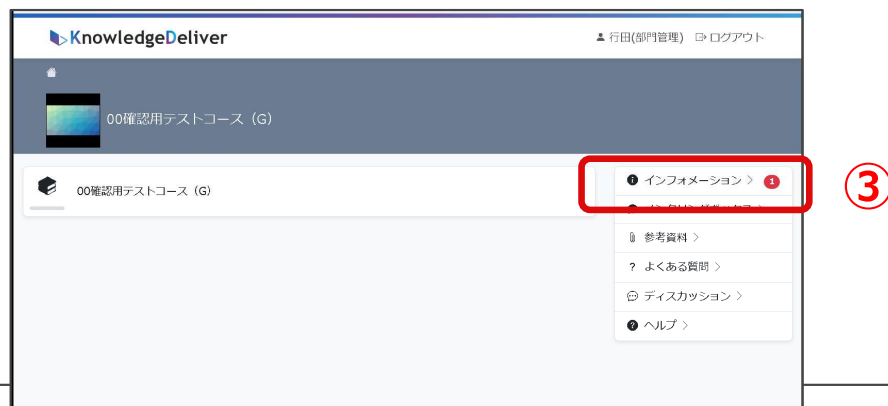 KnowledgeDeliver
行田(部門管理) ログアウト
00確認用テストコース（G）
00確認用テストコース（G）
インフォメーション > 1
③
参考資料 >
? よくある質問 >
ディスカッション >
ヘルプ >